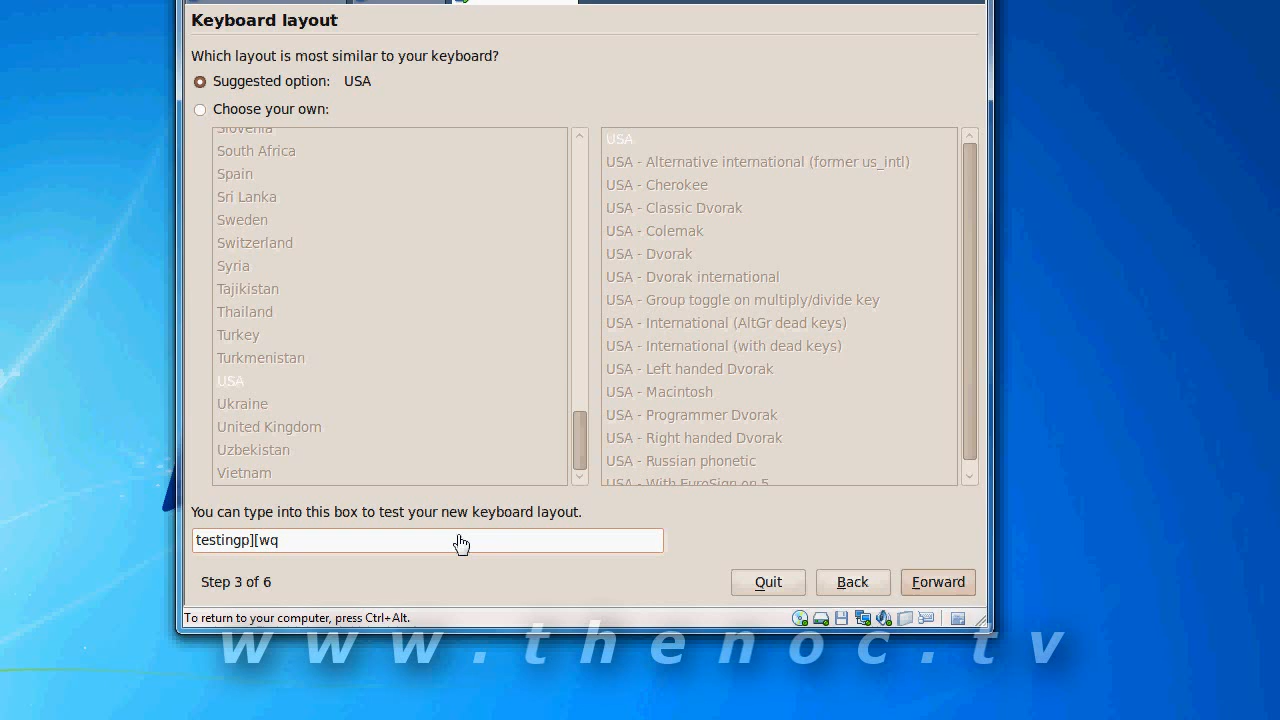 Keyboard layout
Which layout is most similar to your keyboard?
Suggested option: USA
Choose your own:
Slovenia
South Africa
Spain
Sri Lanka
Sweden
Switzerland
Syria
Tajikistan
Thailand
Turkey
Turkmenistan
USA
Ukraine
United Kingdom
Uzbekistan
Vietnam
USA
USA - Alternative international (former us_intl)
USA - Cherokee
USA - Classic Dvorak
USA - Colemak
USA - Dvorak
USA - Dvorak international
USA - Group toggle on multiply/divide key
USA - International (AltGr dead keys)
USA - International (with dead keys)
USA - Left handed Dvorak
USA - Macintosh
USA - Programmer Dvorak
USA - Right handed Dvorak
USA - Russian phonetic
USA - With EuroSign on 5
You can type into this box to test your new keyboard layout.
testingp][wq
Step 3 of 6
Quit
Back
Forward
To return to your computer, press Ctrl+Alt.
www.thenoc.tv